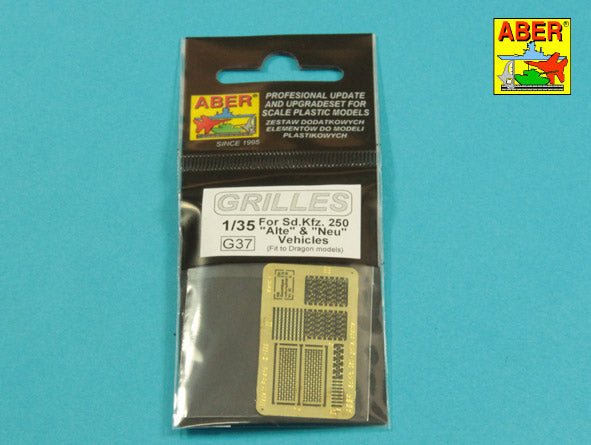 ABER®
ABER®
SINCE 1995
PROFESIONAL UPDATE
AND UPGRADESET FOR
SCALE PLASTIC MODELS
ZESTAW DODATKOWYCH
ELEMENTÓW DO MODELI
PLASTIKOWYCH
GRILLES
1/35 For Sd.Kfz. 250
"Alte" & "Neu"
G37 Vehicles
(Fit to Dragon models)